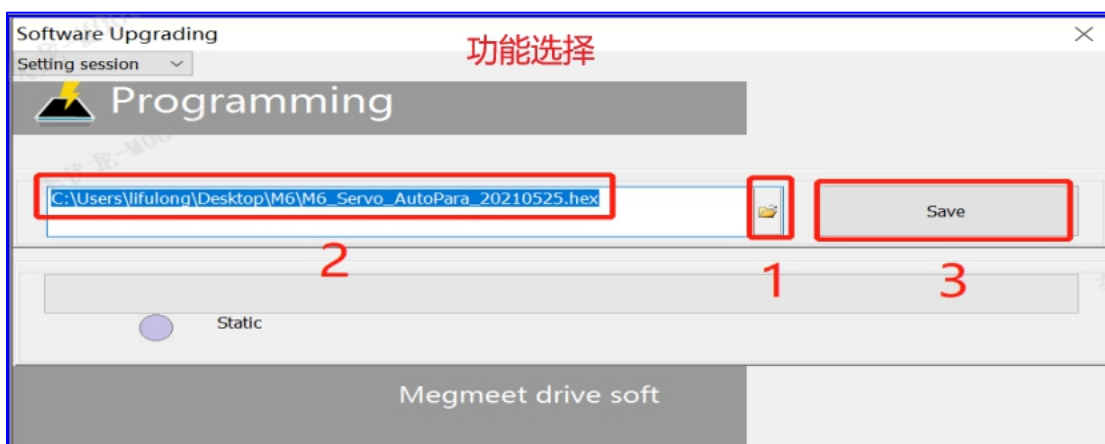 Software Upgrading
功能选择
Setting session
Programming
C:\Users\lifulong\Desktop\M6\M6_Servo_AutoPara_20210525.hex
Save
2
1
3
Static
Megmeet drive soft